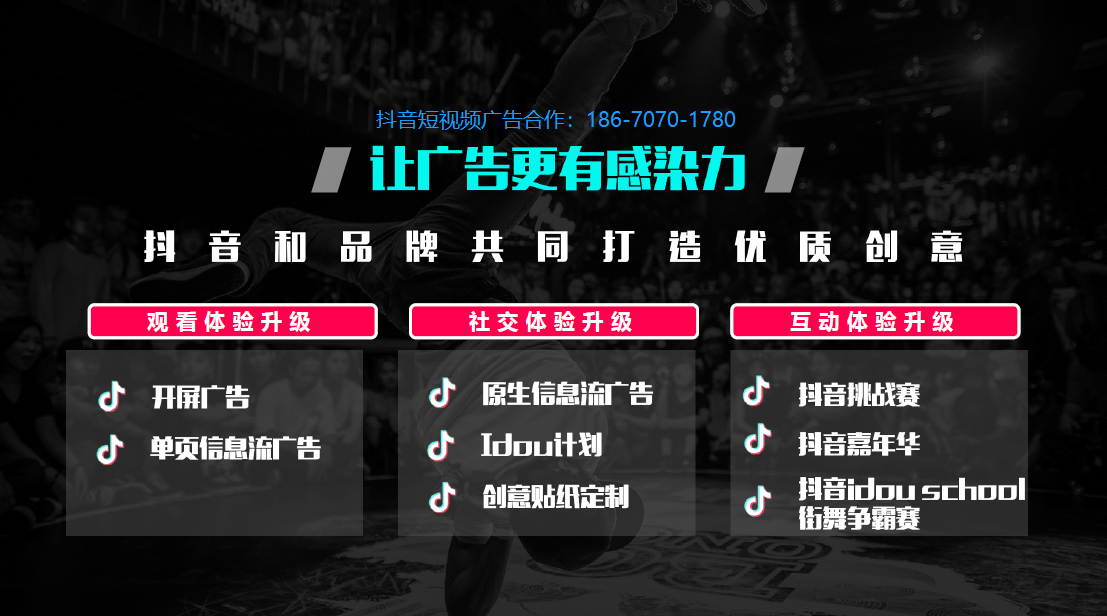 抖音短视频广告合作：186-7070-1780
让广告更有感染力
抖音和品牌共同打造优质创意
观看体验升级
开屏广告
单页信息流广告
社交体验升级
原生信息流广告
Idou计划
创意贴纸定制
互动体验升级
抖音挑战赛
抖音嘉年华
抖音idou school
街舞争霸赛